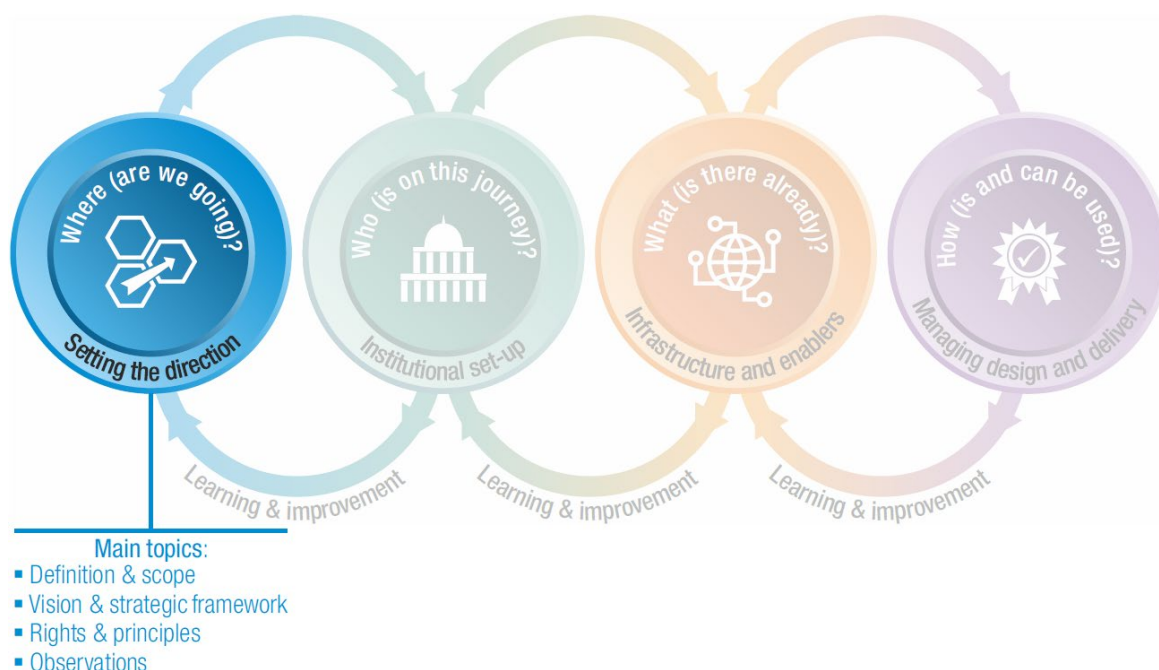 Where (are we going)?
Setting the direction
Who (is on this journey)?
Institutional set-up
What (is there already)?
Infrastructure and enablers
How (is and can be used)?
Managing design and delivery
Learning & improvement
Learning & improvement
Learning & improvement
Main topics:
▪ Definition & scope
▪ Vision & strategic framework
▪ Rights & principles
▪ Observations